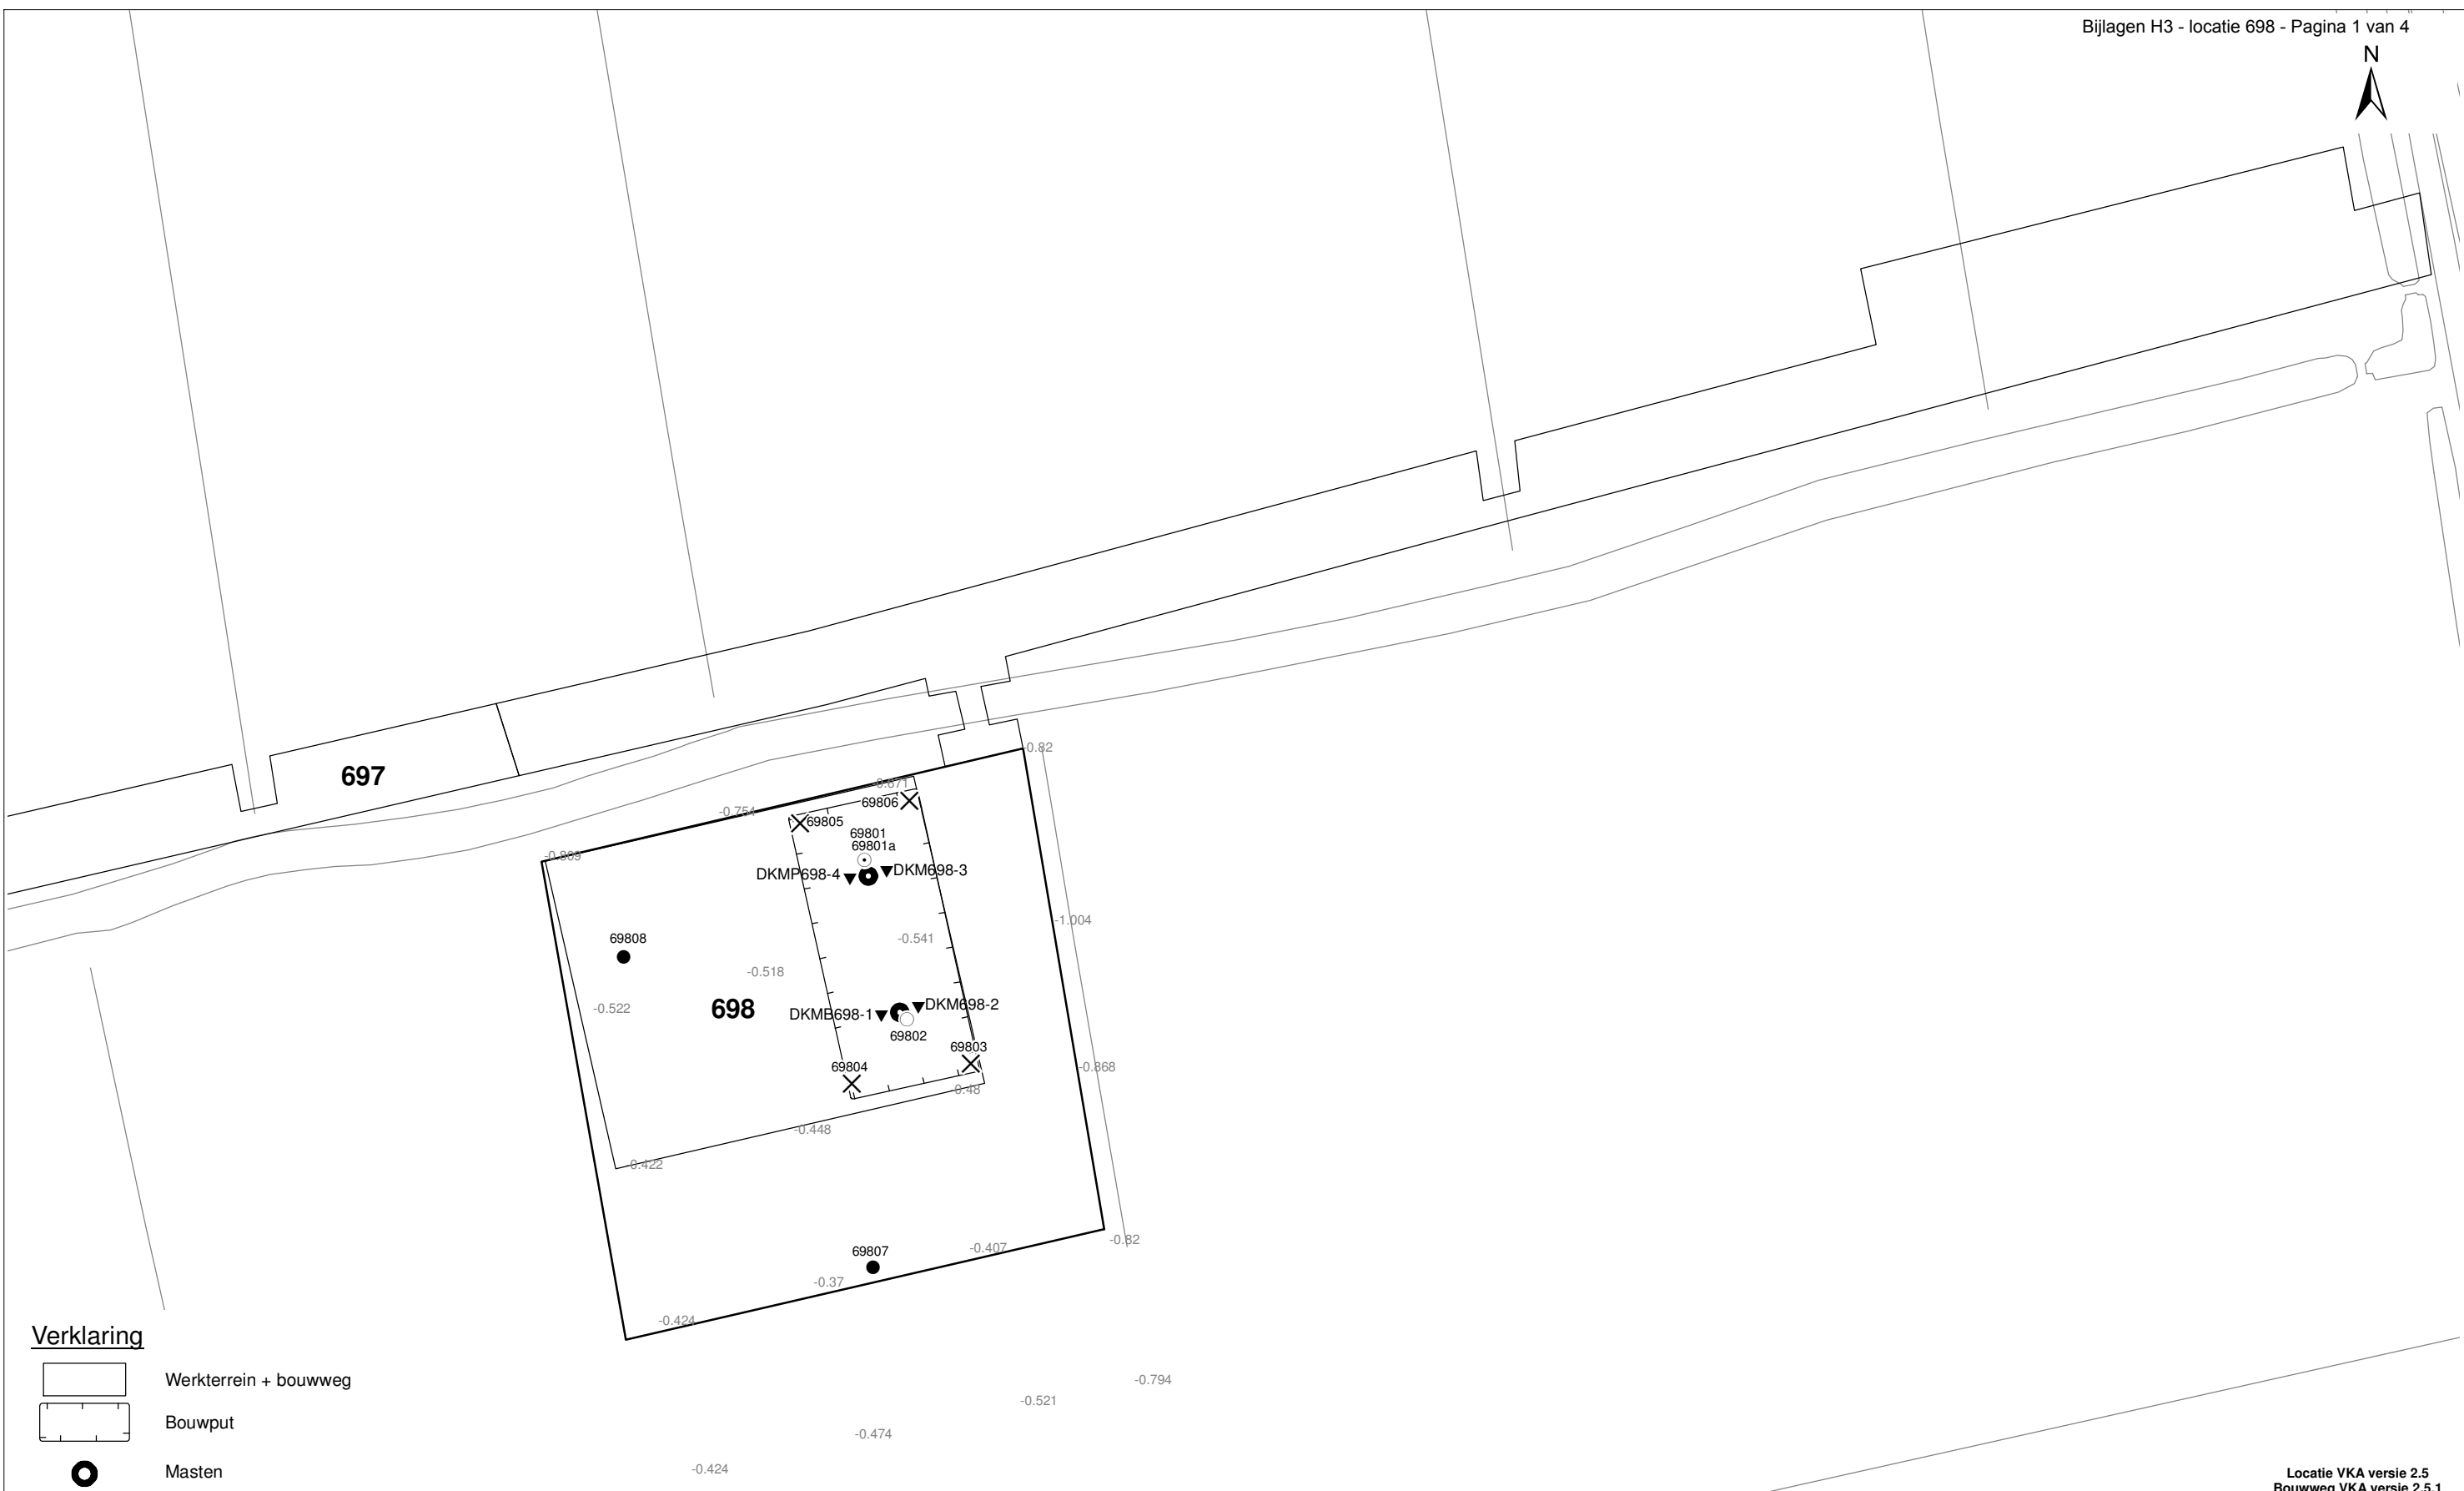 Bijlagen H3 - locatie 698 - Pagina 1 van 4
N
697
-0.82
-0.671
69806
-0.754
69805
69801
69801a
-0.809
DKMP698-4
DKM698-3
-1.004
69808
-0.541
-0.518
-0.522
698
DKMB698-1
DKM698-2
69802
69803
69804
-0.868
-0.48
-0.448
-0.422
-0.82
69807
-0.407
-0.37
-0.424
Verklaring
Werkterrein + bouwweg
-0.794
-0.521
Bouwput
-0.474
Masten
-0.424
Locatie VKA versie 2.5
Bouwweg VKA versie 2.5.1